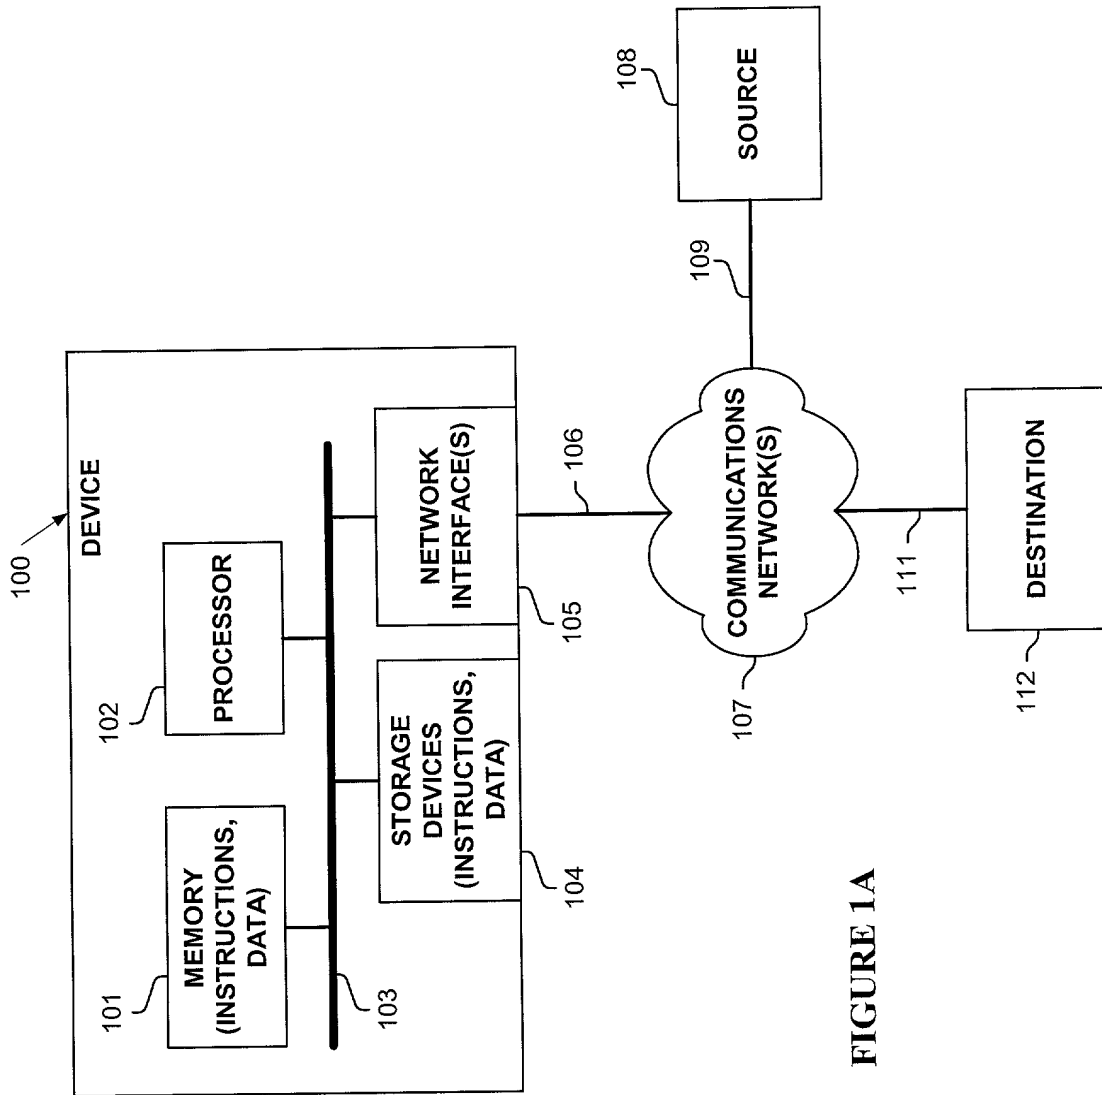 100
DEVICE
101
MEMORY
(INSTRUCTIONS,
DATA)
102
PROCESSOR
103
STORAGE
DEVICES
(INSTRUCTIONS,
DATA)
104
NETWORK
INTERFACE(S)
105
106
COMMUNICATIONS
NETWORK(S)
107
109
108
SOURCE
111
DESTINATION
112
FIGURE 1A